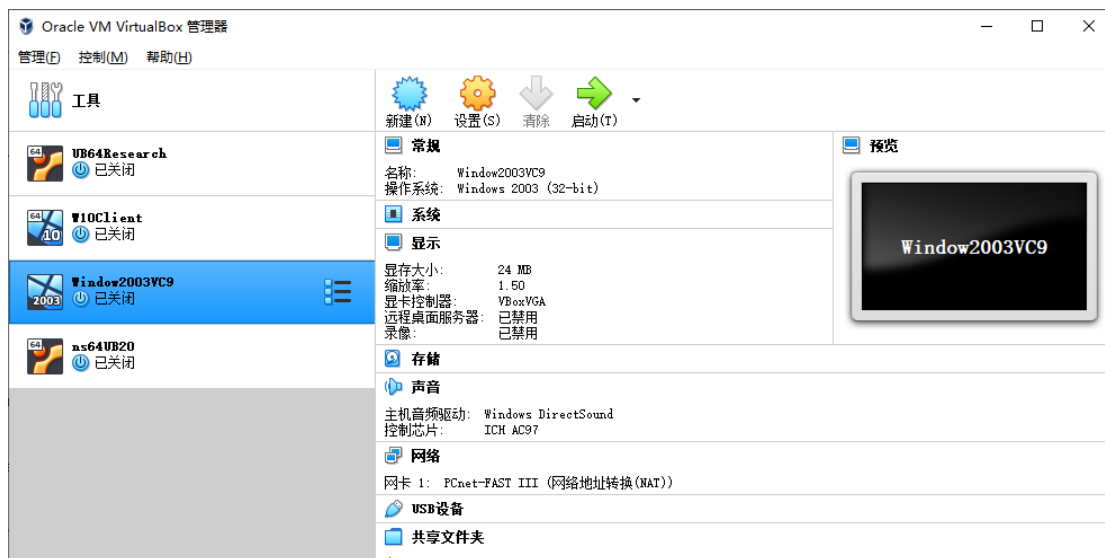 Oracle VM VirtualBox 管理器
管理(F) 控制(M) 帮助(H)
工具
新建(N) 设置(S) 清除 启动(T)
64
UB64Research
已关闭
64
10
W10Client
已关闭
2003
Window2003VC9
已关闭
64
ns64UB20
已关闭
常规
名称: Window2003VC9
操作系统: Windows 2003 (32-bit)
系统
显示
显存大小: 24 MB
缩放率: 1.50
显卡控制器: VBoxVGA
远程桌面服务器: 已禁用
录像: 已禁用
存储
声音
主机音频驱动: Windows DirectSound
控制芯片: ICH AC97
网络
网卡 1: PCnet-FAST III (网络地址转换(NAT))
USB设备
共享文件夹
预览
Window2003VC9